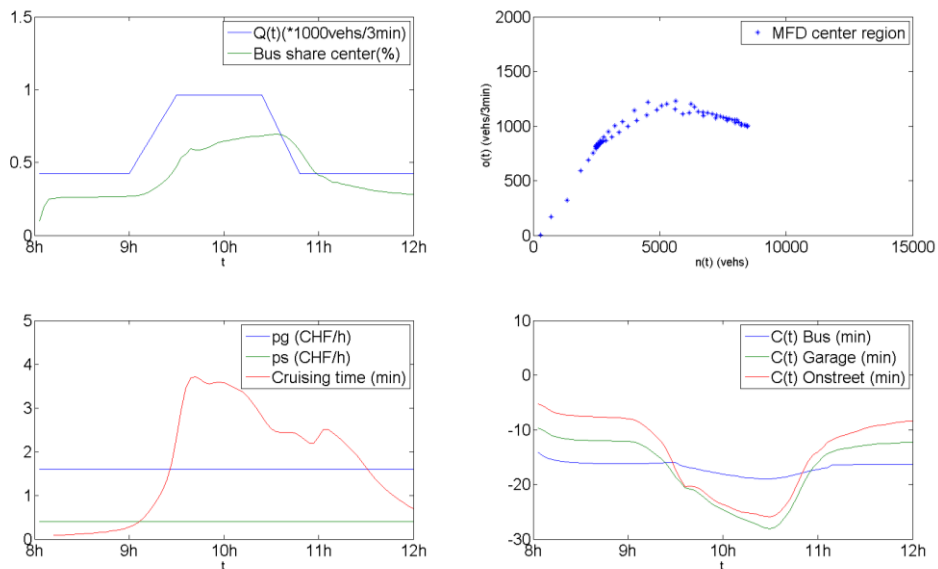 1.5
1
0.5
0
8h 9h 10h 11h 12h
t
Q(t)(*1000vehs/3min)
Bus share center(%)
2000
1500
1000
500
0
0 5000 10000 15000
n(t) (vehs)
o(t) (vehs/3min)
MFD center region
5
4
3
2
1
0
8h 9h 10h 11h 12h
t
pg (CHF/h)
ps (CHF/h)
Cruising time (min)
10
0
-10
-20
-30
8h 9h 10h 11h 12h
t
C(t) Bus (min)
C(t) Garage (min)
C(t) Onstreet (min)